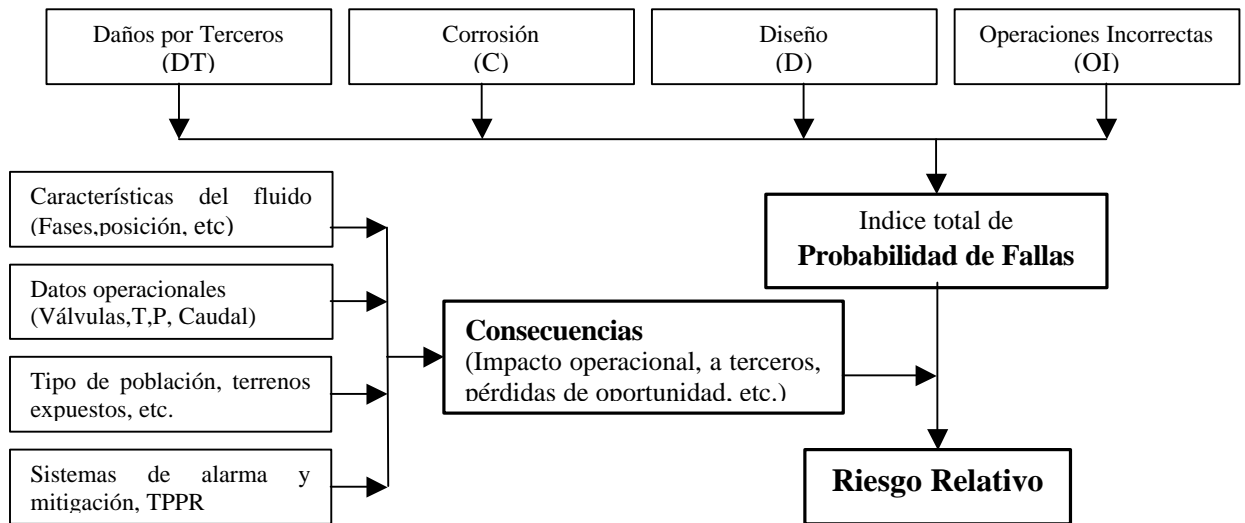 Daños por Terceros
(DT)
Corrosión
(C)
Diseño
(D)
Operaciones Incorrectas
(OI)
Características del fluido
(Fases,posición, etc)
Datos operacionales
(Válvulas,T,P, Caudal)
Tipo de población, terrenos
expuestos, etc.
Sistemas de alarma y
mitigación, TPPR
Consecuencias
(Impacto operacional, a terceros,
pérdidas de oportunidad, etc.)
Indice total de
Probabilidad de Fallas
Riesgo Relativo